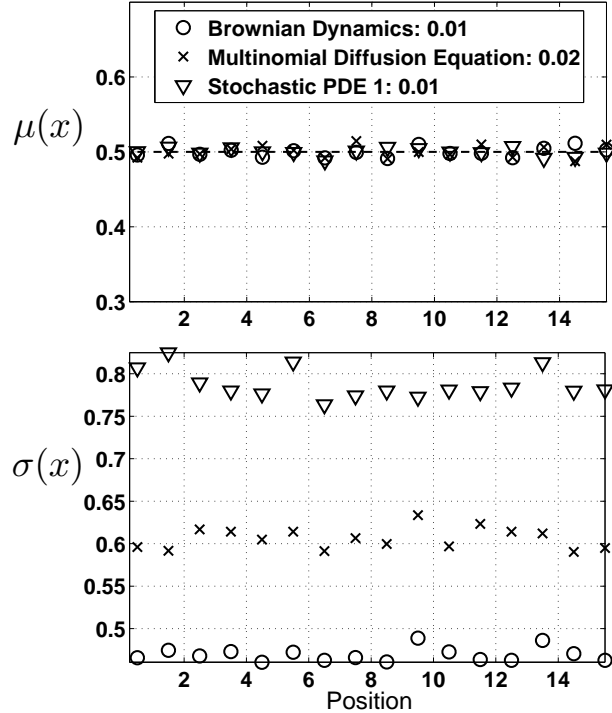 Brownian Dynamics: 0.01
Multinomial Diffusion Equation: 0.02
Stochastic PDE 1: 0.01
μ(x)
0.6
0.5
0.4
0.3
2 4 6 8 10 12 14
σ(x)
0.8
0.75
0.7
0.65
0.6
0.55
0.5
2 4 6 8 10 12 14
Position